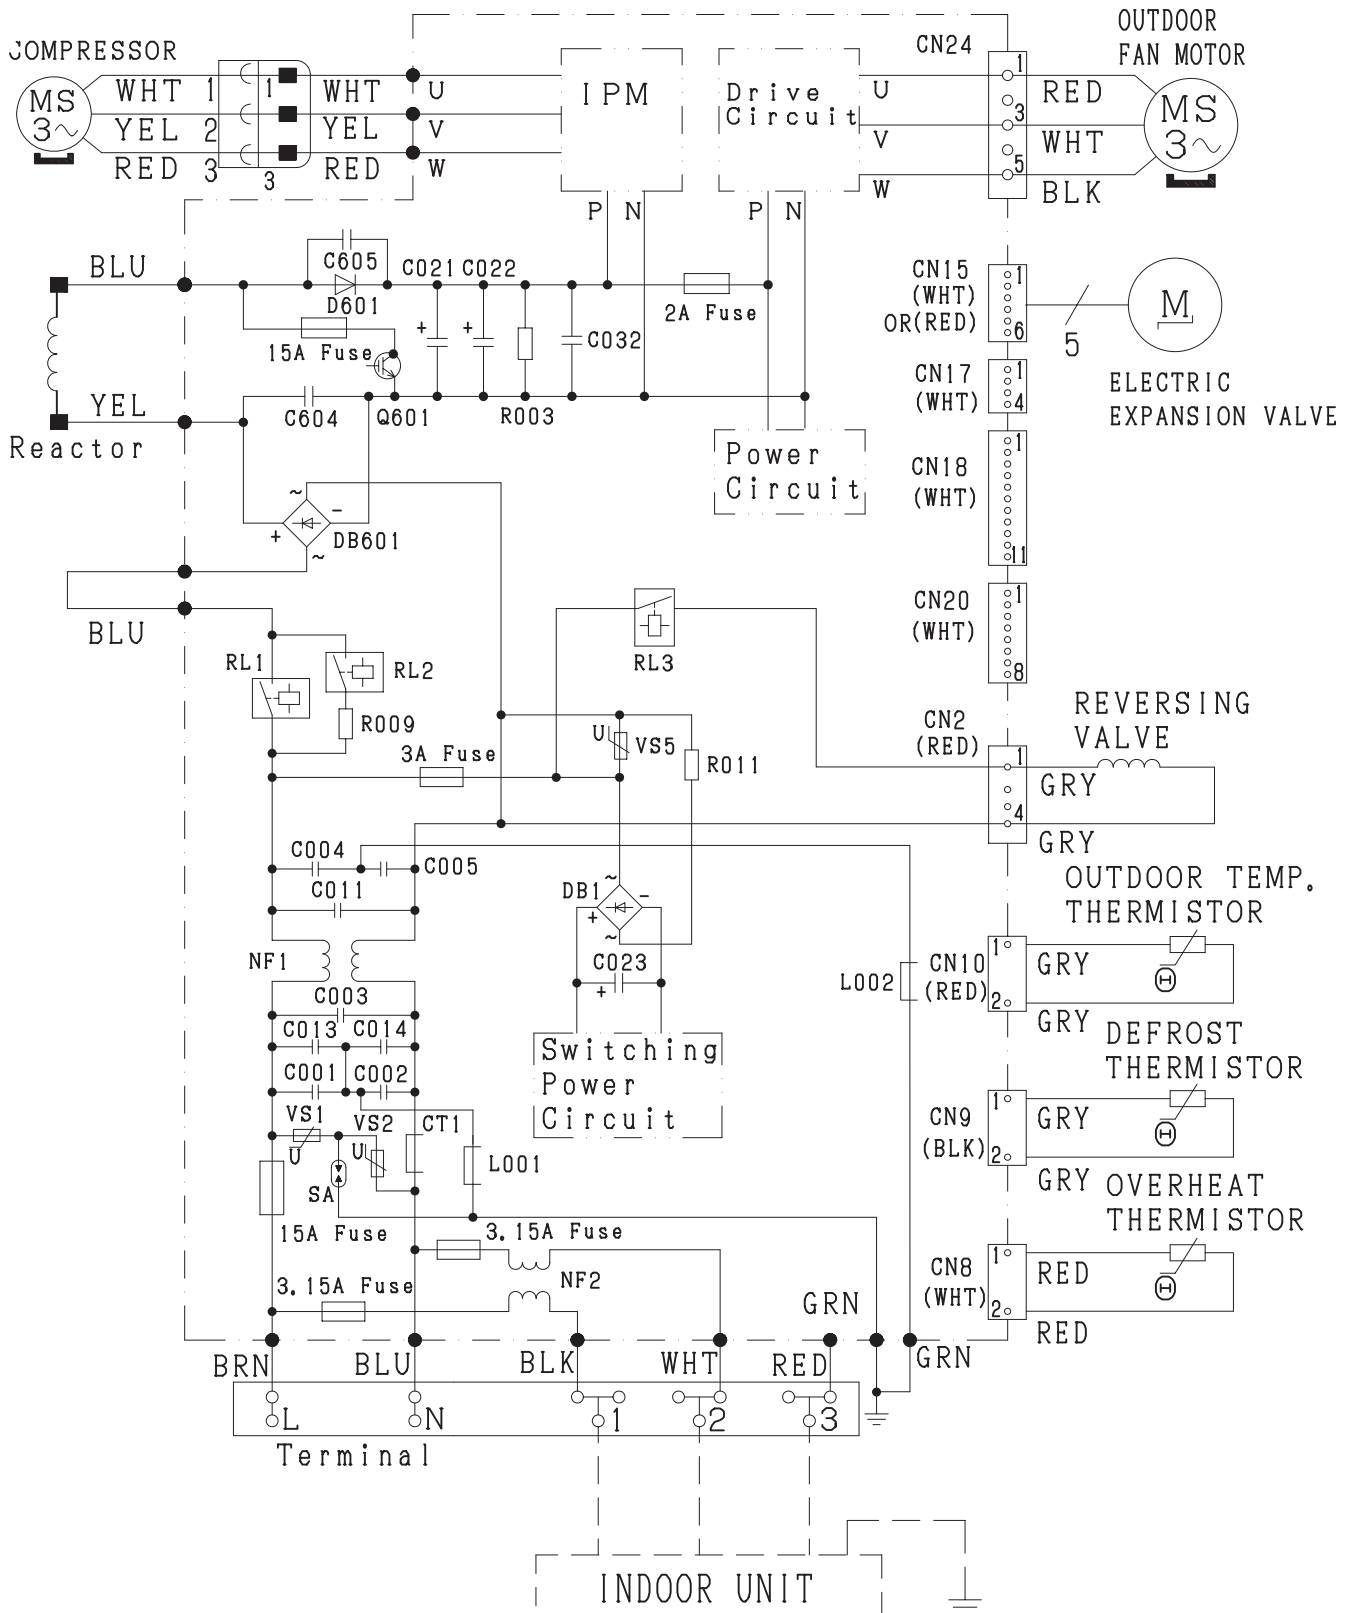 OUTDOOR
FAN MOTOR
COMPRESSOR
CN24
MS
3~
WHT 1
YEL 2
RED 3
1
3
WHT
YEL
RED
U
V
W
IPM
Drive
Circuit
U
V
W
1
3
5
RED
WHT
BLK
MS
3~
P N
P N
BLU
C605
D601
C021
C022
+
+
15A Fuse
C032
2A Fuse
CN15
(WHT)
OR(RED)
1
6
5
M
ELECTRIC
EXPANSION VALVE
CN17
(WHT)
1
4
YEL
Reactor
C604
Q601
R003
Power
Circuit
CN18
(WHT)
1
11
~
-
+
~
DB601
BLU
CN20
(WHT)
1
8
RL1
RL2
R009
RL3
CN2
(RED)
1
4
REVERSING
VALVE
GRY
GRY
3A Fuse
U
VS5
R011
C004
C005
C011
NF1
DB1
~
-
+
~
C023
+
Switching
Power
Circuit
L002
OUTDOOR TEMP.
THERMISTOR
CN10
(RED)
1
2
GRY
GRY
Θ
C003
C013
C014
C001
C002
VS1
U
VS2
U
CT1
L001
SA
DEFROST
THERMISTOR
CN9
(BLK)
1
2
GRY
GRY
Θ
OVERHEAT
THERMISTOR
CN8
(WHT)
1
2
RED
RED
Θ
15A Fuse
3.15A Fuse
3.15A Fuse
NF2
GRN
GRN
BRN
BLU
BLK
WHT
RED
L
N
1
2
3
Terminal
INDOOR UNIT